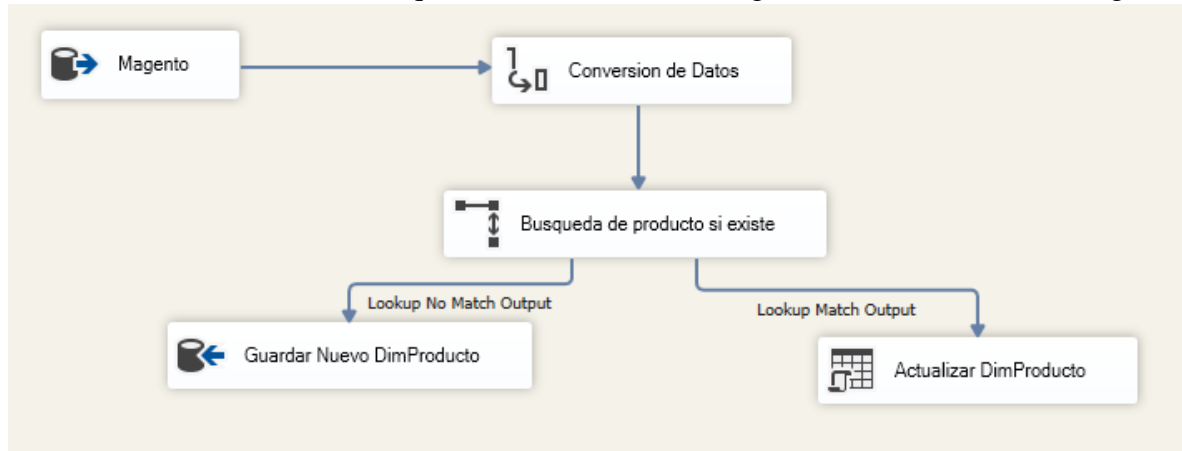 Magento
Conversion de Datos
Busqueda de producto si existe
Lookup No Match Output
Lookup Match Output
Guardar Nuevo DimProducto
Actualizar DimProducto